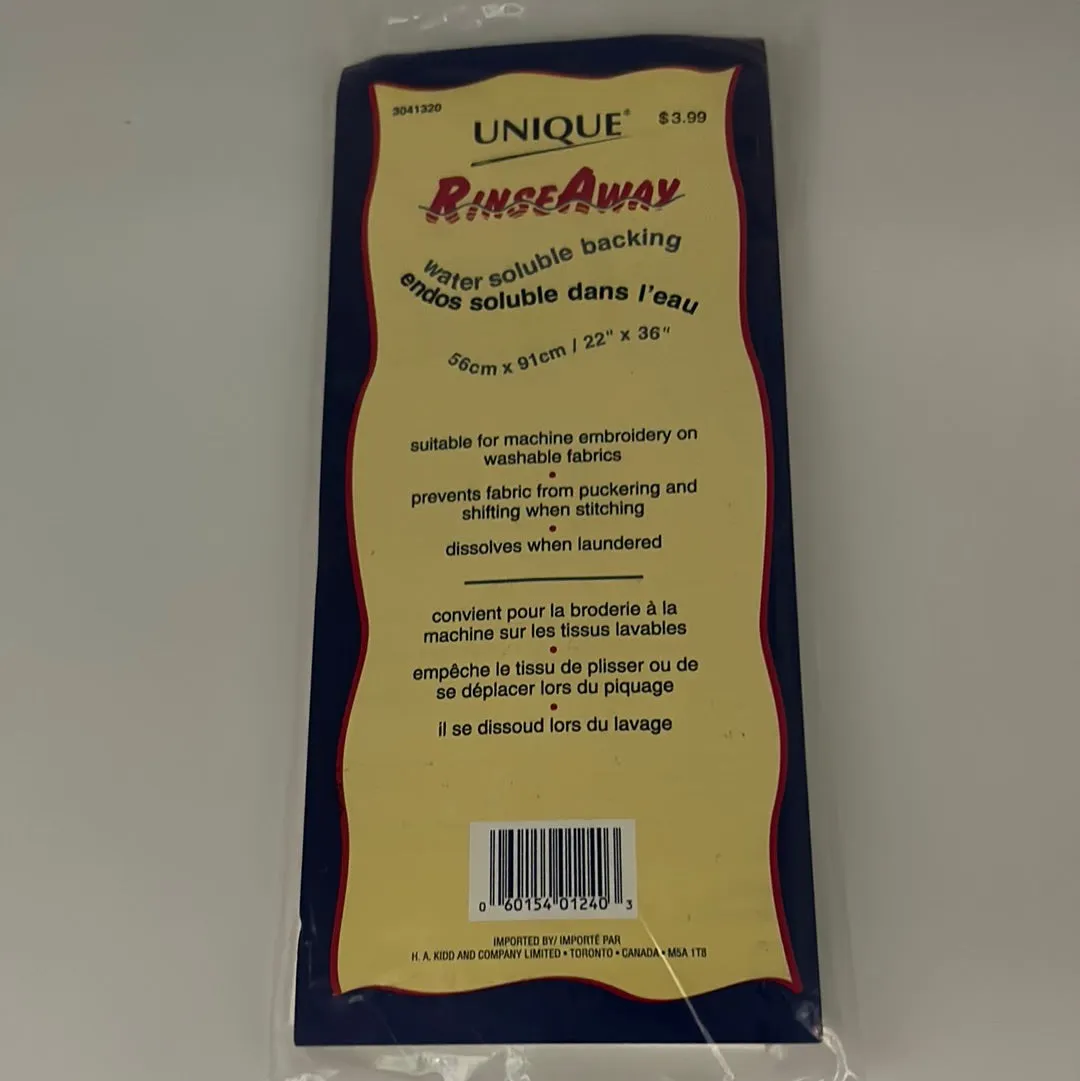 3041320
UNIQUE®
$3.99
RINSEAWAY
water soluble backing
endos soluble dans l'eau
56cm x 91cm / 22" x 36"
suitable for machine embroidery on
washable fabrics
•
prevents fabric from puckering and
shifting when stitching
•
dissolves when laundered
convient pour la broderie à la
machine sur les tissus lavables
•
empêche le tissu de plisser ou de
se déplacer lors du piquage
•
il se dissoud lors du lavage
0 60154 01240 3
IMPORTED BY/ IMPORTÉ PAR
H. A. KIDD AND COMPANY LIMITED • TORONTO • CANADA • M5A 1T8